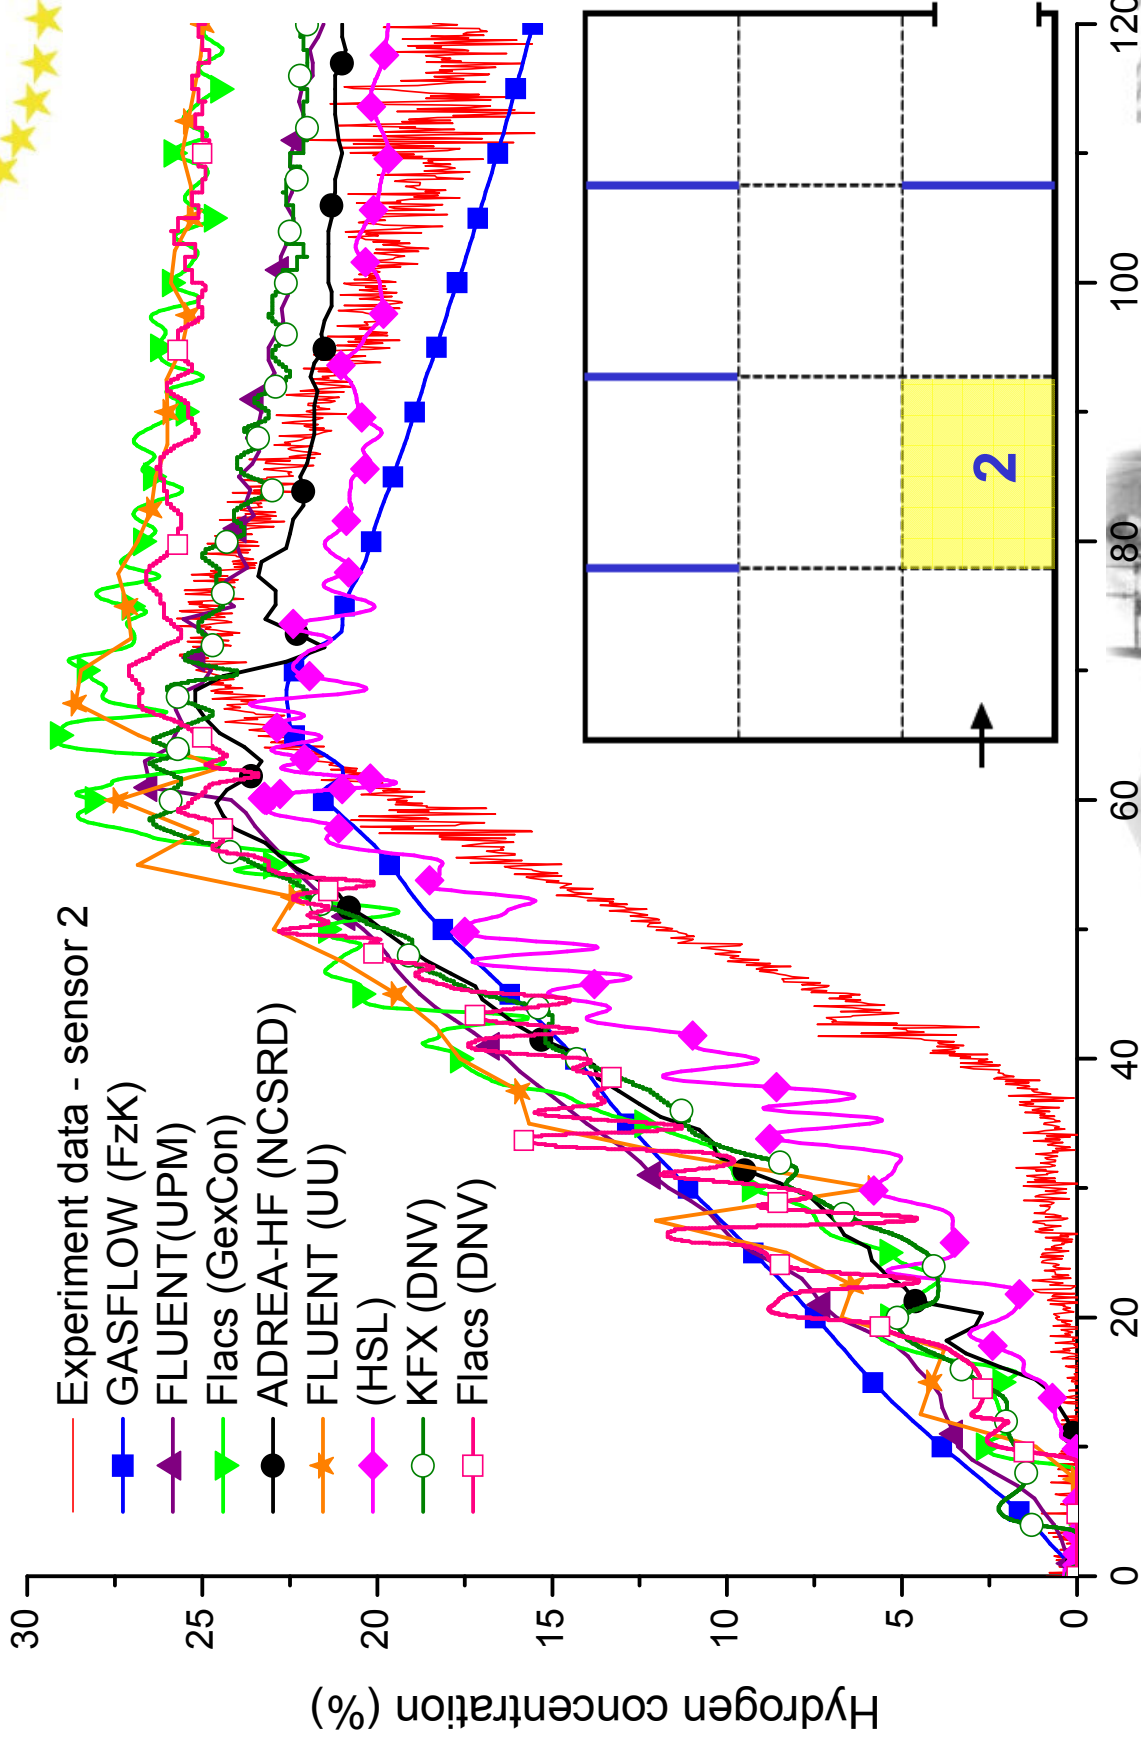 Experiment data - sensor 2
GASFLOW (FzK)
FLUENT(UPM)
Flacs (GexCon)
ADREA-HF (NCSRD)
FLUENT (UU)
(HSL)
KFX (DNV)
Flacs (DNV)
Hydrogen concentration (%)
30
25
20
15
10
5
0
0
20
40
60
80
100
120
2